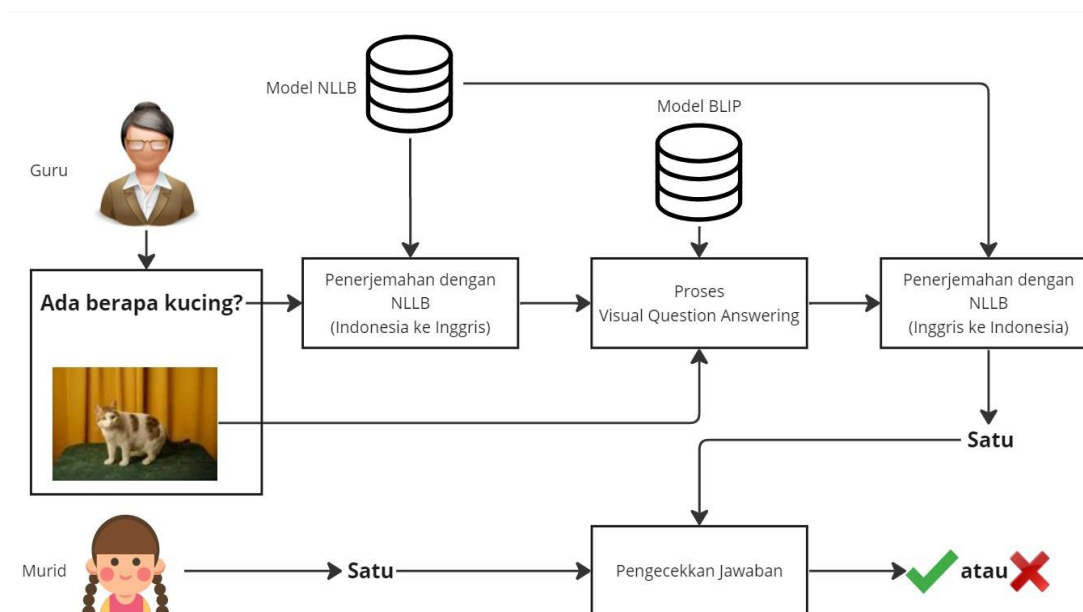 Model NLLB
Model BLIP
Guru
Ada berapa kucing?
Penerjemahan dengan
NLLB
(Indonesia ke Inggris)
Proses
Visual Question Answering
Penerjemahan dengan
NLLB
(Inggris ke Indonesia)
Satu
Murid
Satu
Pengecekkan Jawaban
atau